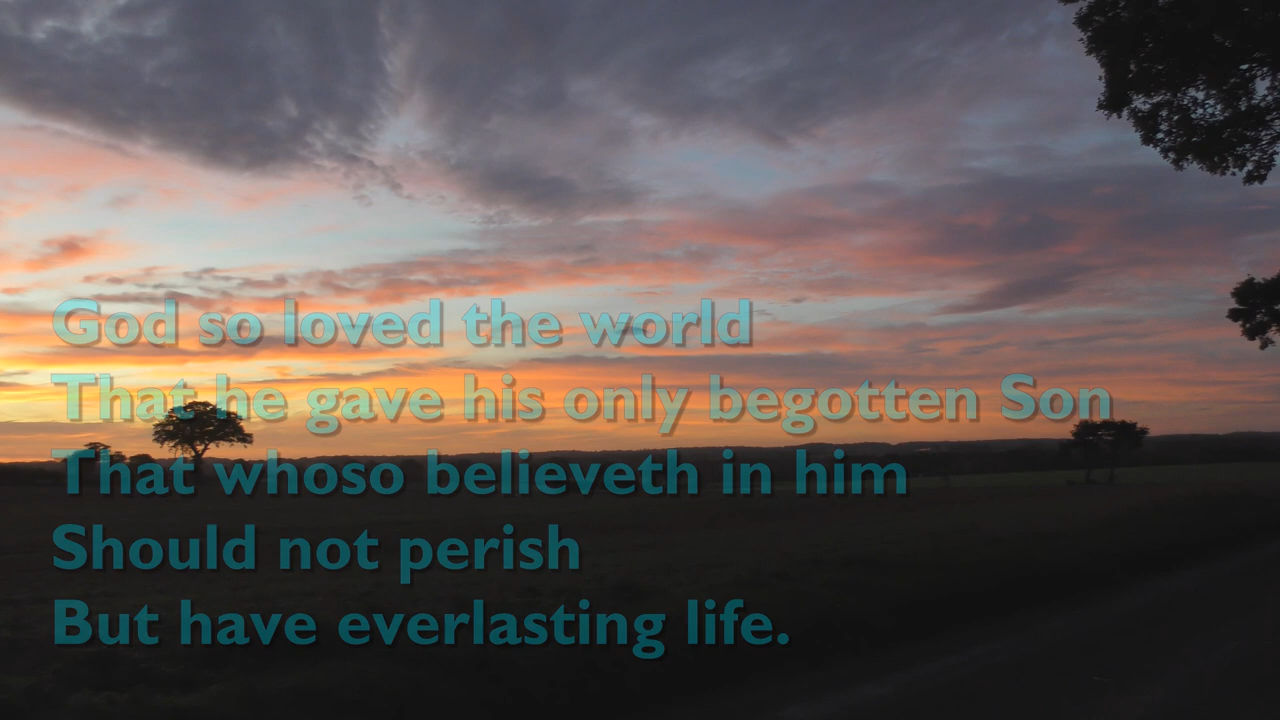 God so loved the world
That he gave his only begotten Son
That whoso believeth in him
Should not perish
But have everlasting life.